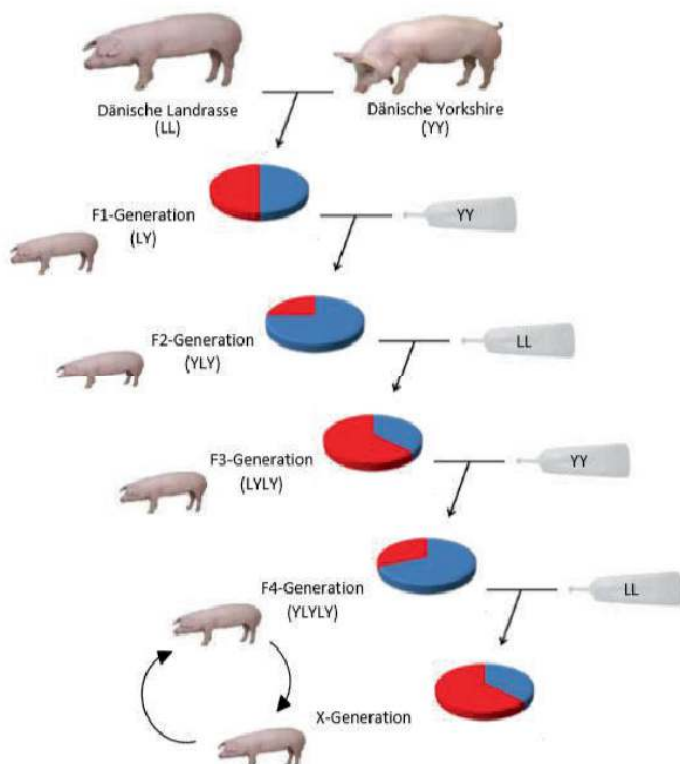 Dänische Landrasse
(LL)
Dänische Yorkshire
(YY)
F1-Generation
(LY)
YY
F2-Generation
(YLY)
LL
F3-Generation
(LYLY)
YY
F4-Generation
(YLYLY)
LL
X-Generation